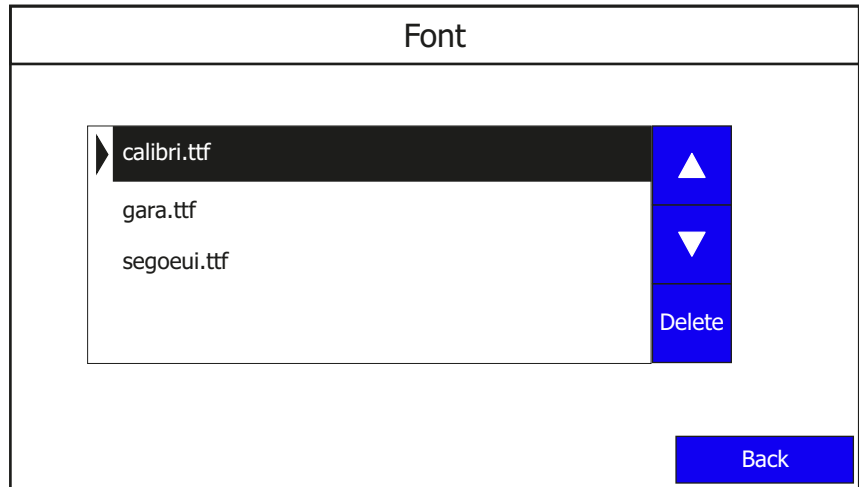 Font
calibri.ttf
gara.ttf
segoeui.ttf
Delete
Back